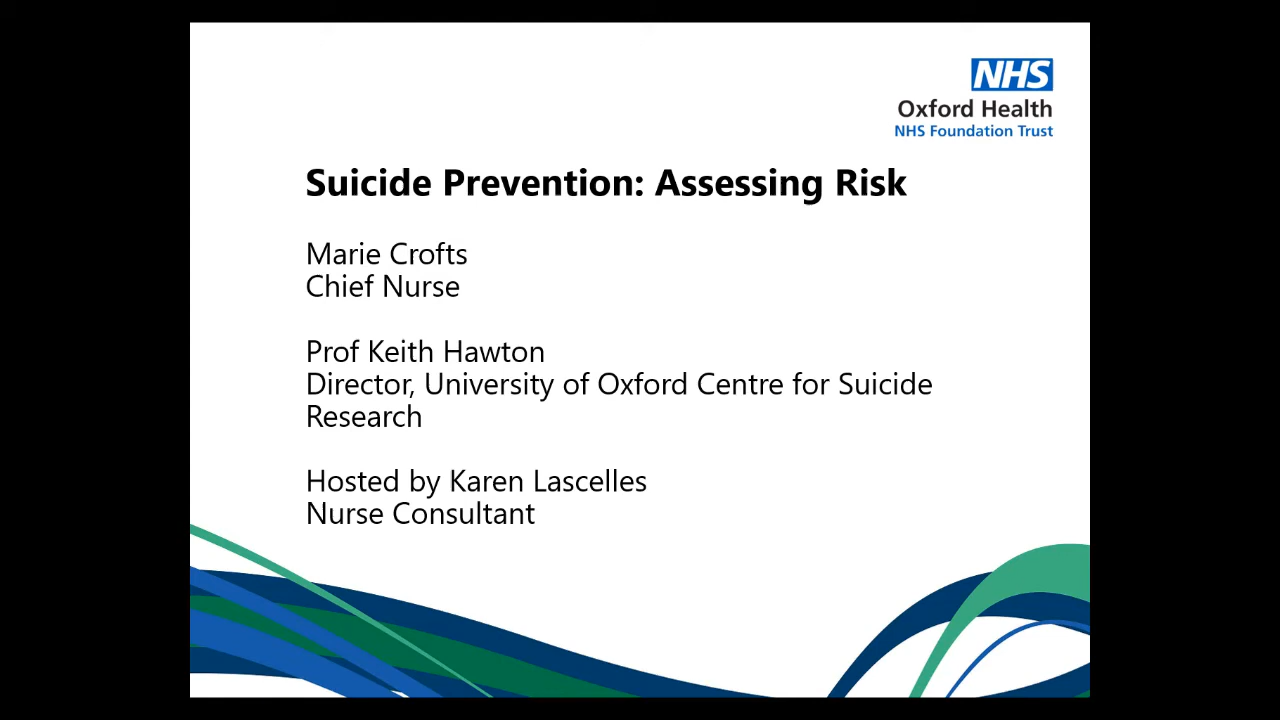 NHS
Oxford Health
NHS Foundation Trust
Suicide Prevention: Assessing Risk
Marie Crofts
Chief Nurse
Prof Keith Hawton
Director, University of Oxford Centre for Suicide
Research
Hosted by Karen Lascelles
Nurse Consultant